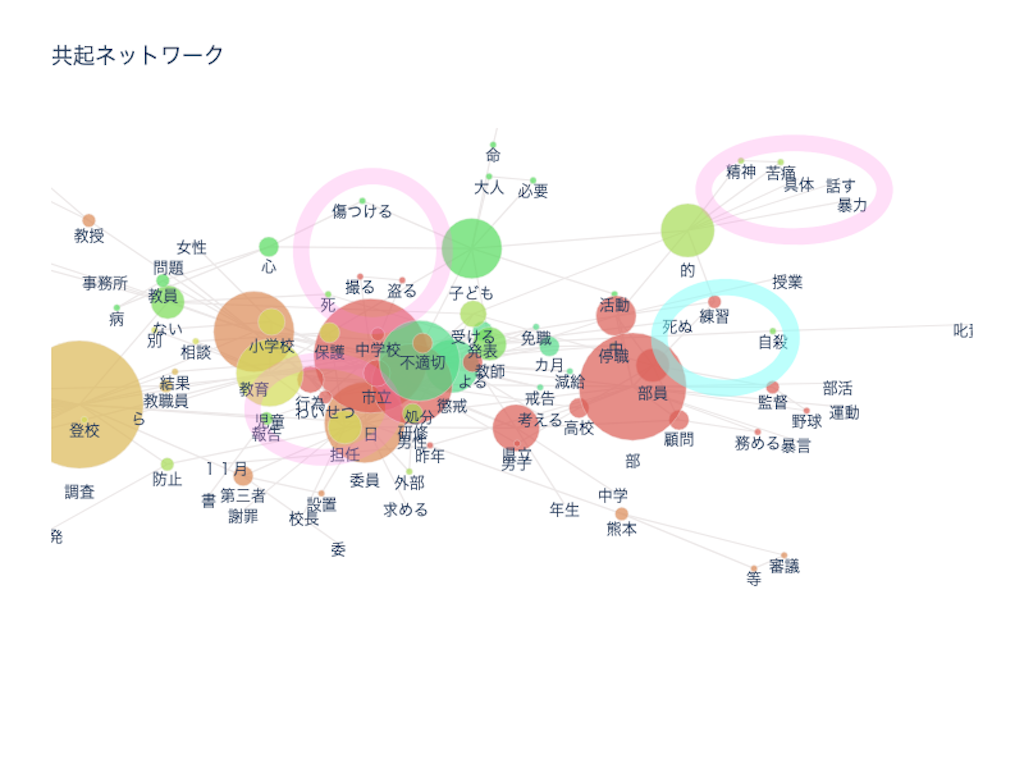 共起ネットワーク
命
精神
苦痛
具体
話す
大人
必要
暴力
傷つける
教授
女性
心
問題
的
事務所
撮る
盗る
授業
教員
死
子ども
活動
練習
病
ない
受ける
免職
死ぬ
叱
別
相談
小学校
保護
中学校
発表
中
自殺
不適切
停職
カ月
教師
結果
教育
よる
減給
部員
部活
教職員
行為
市立
戒告
監督
わいせつ
懲戒
運動
ら
児童
処分
考える
野球
登校
報告
日
研修
高校
男性
顧問
務める
暴言
担任
昨年
県立
男子
部
11月
防止
委員
外部
調査
書
第三者
設置
求める
年生
中学
謝罪
校長
熊本
発
委
審議
等